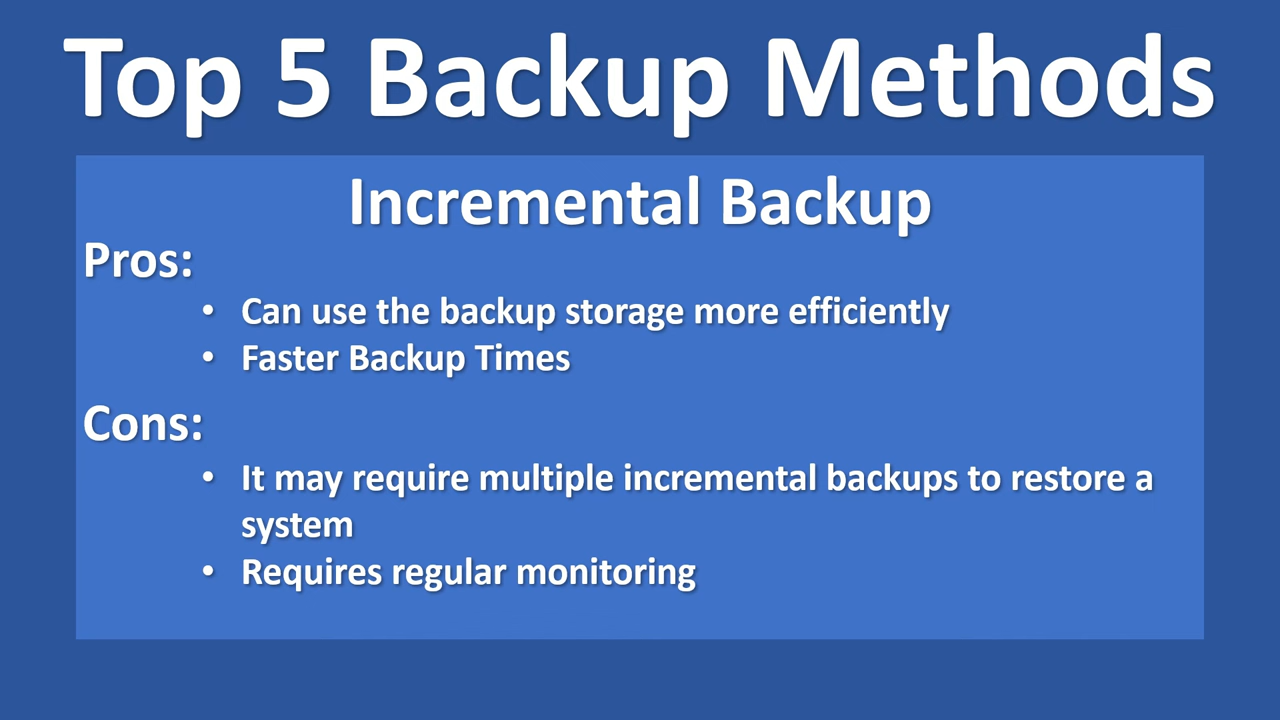 Top 5 Backup Methods
Incremental Backup
Pros:
• Can use the backup storage more efficiently
• Faster Backup Times
Cons:
• It may require multiple incremental backups to restore a
system
• Requires regular monitoring